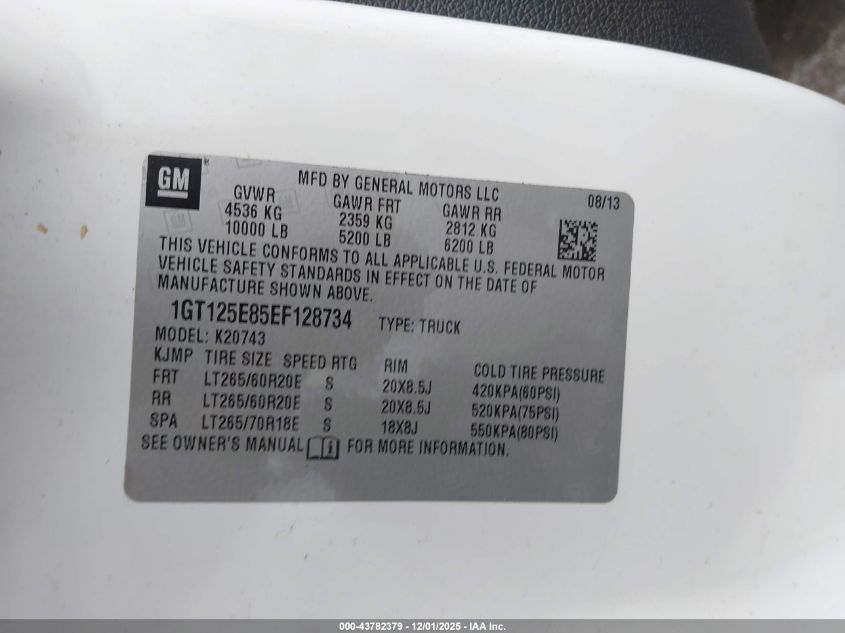 GM
MFD BY GENERAL MOTORS LLC 08/13
GVWR GAWR FRT GAWR RR
4536 KG 2359 KG 2812 KG
10000 LB 5200 LB 6200 LB
THIS VEHICLE CONFORMS TO ALL APPLICABLE U.S. FEDERAL MOTOR
VEHICLE SAFETY STANDARDS IN EFFECT ON THE DATE OF
MANUFACTURE SHOWN ABOVE.
1GT125E85EF128734 TYPE: TRUCK
MODEL: K20743
KJMP TIRE SIZE SPEED RTG RIM COLD TIRE PRESSURE
FRT LT265/60R20E S 20X8.5J 420KPA(60PSI)
RR LT265/60R20E S 20X8.5J 520KPA(75PSI)
SPA LT265/70R18E S 18X8J 550KPA(80PSI)
SEE OWNER'S MANUAL i FOR MORE INFORMATION.
000-43782379 - 12/01/2025 - IAA Inc.